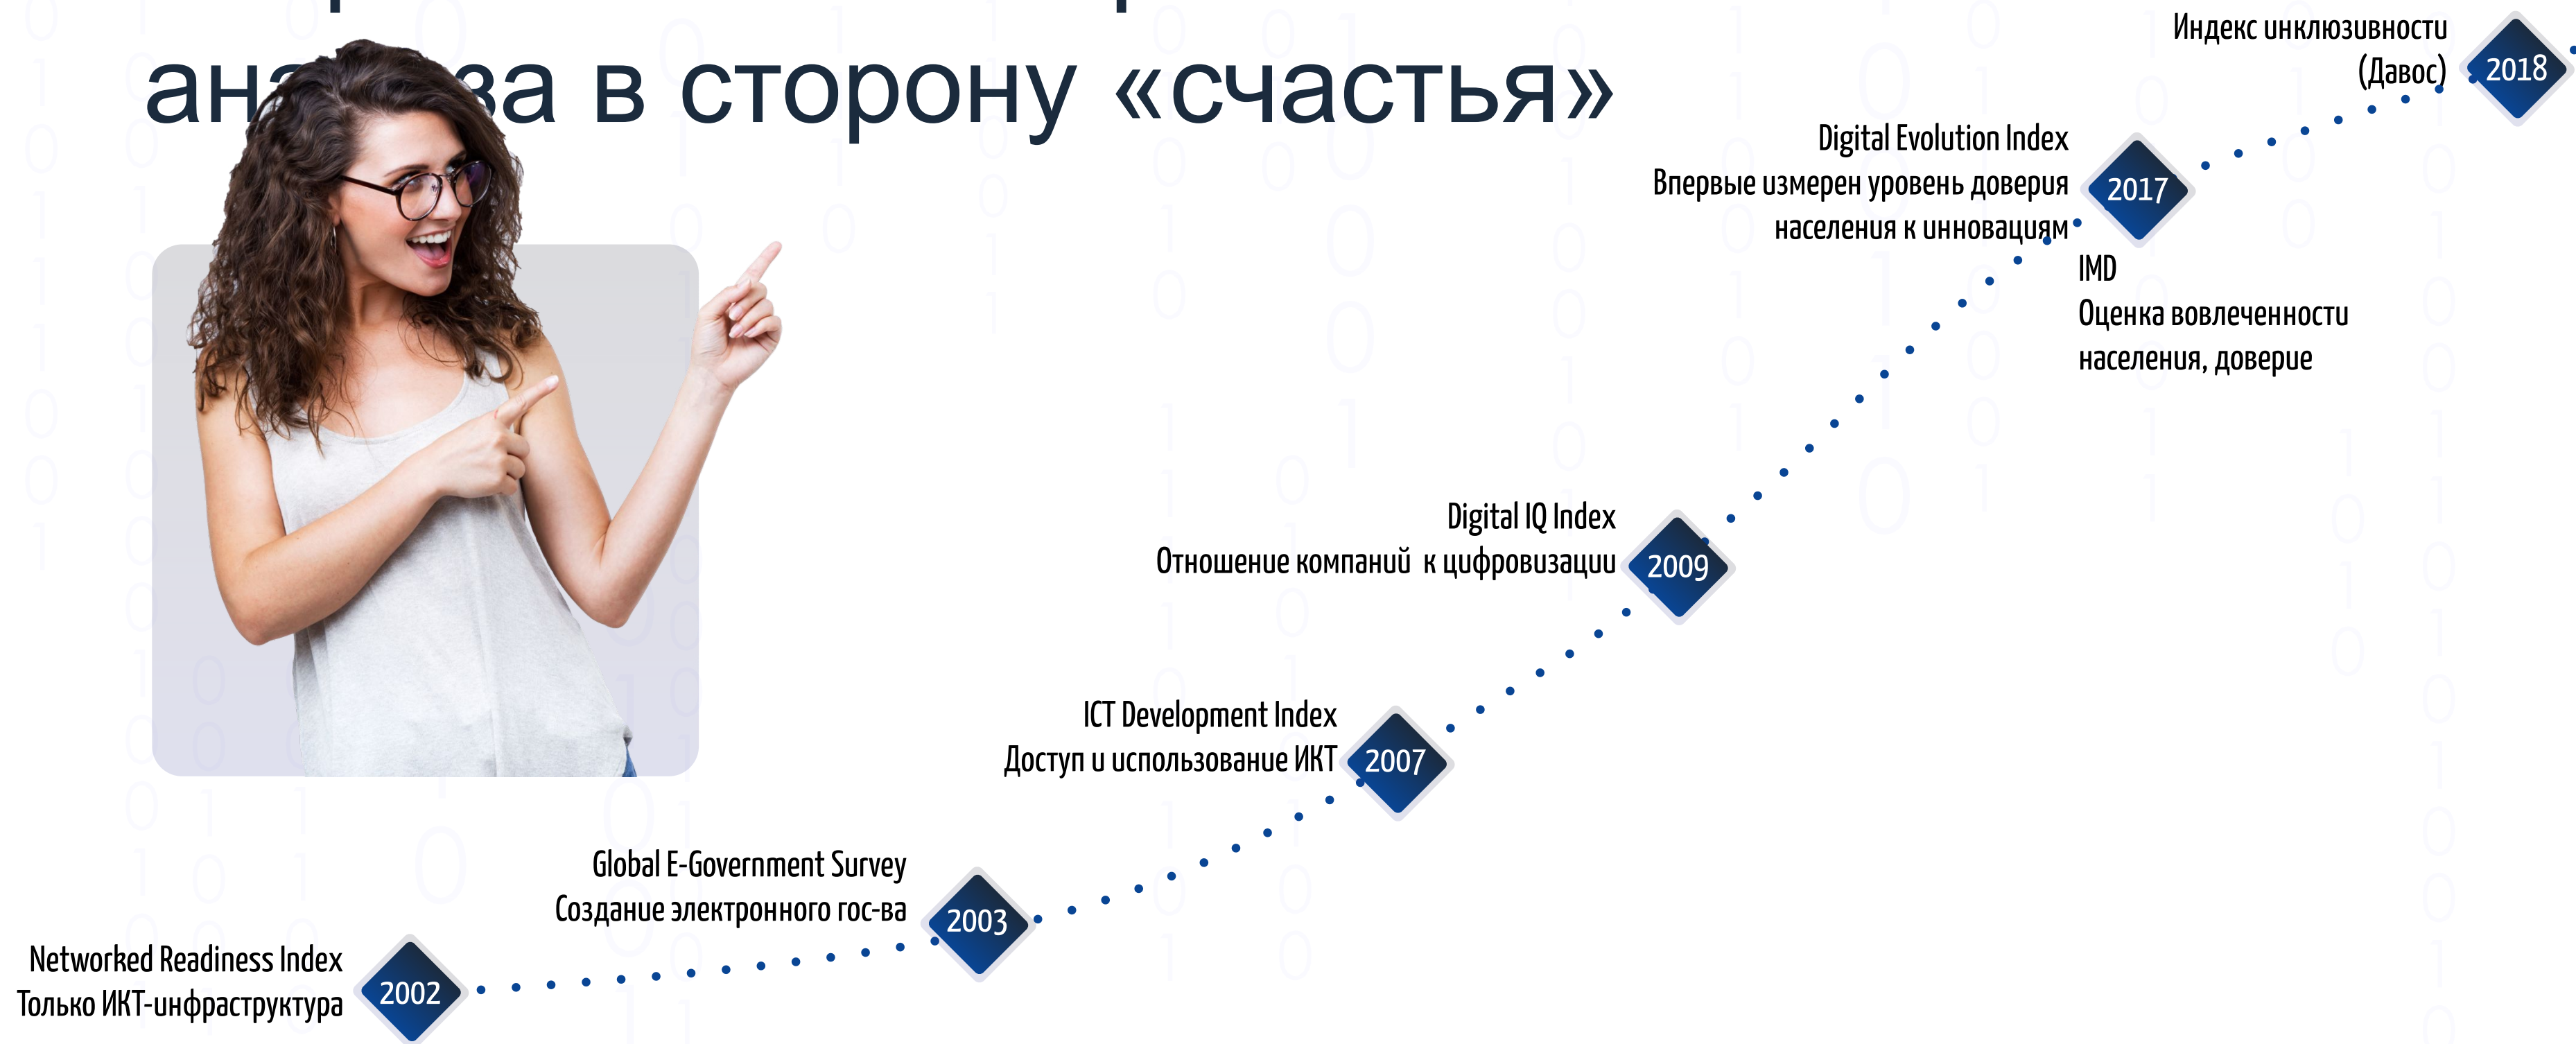 в сторону «счастья»
Индекс инклюзивности
(Давос)
2018
Digital Evolution Index
Впервые измерен уровень доверия
населения к инновациям
2017
IMD
Оценка вовлеченности
населения, доверие
Digital IQ Index
Отношение компаний к цифровизации
2009
ICT Development Index
Доступ и использование ИКТ
2007
Global E-Government Survey
Создание электронного гос-ва
2003
Networked Readiness Index
Только ИКТ-инфраструктура
2002